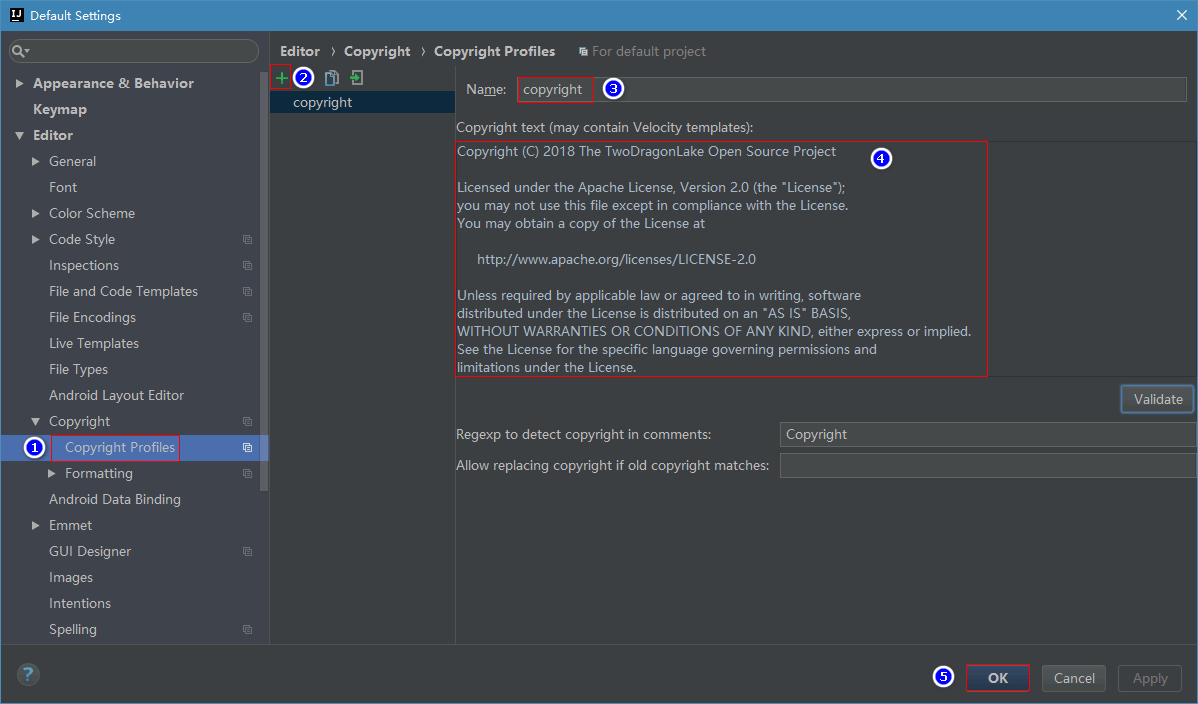 Default Settings
Appearance & Behavior
Keymap
Editor
General
Font
Color Scheme
Code Style
Inspections
File and Code Templates
File Encodings
Live Templates
File Types
Android Layout Editor
Copyright
1 Copyright Profiles
Formatting
Android Data Binding
Emmet
GUI Designer
Images
Intentions
Spelling
Editor › Copyright › Copyright Profiles For default project
2
copyright
Name: copyright 3
Copyright text (may contain Velocity templates):
Copyright (C) 2018 The TwoDragonLake Open Source Project 4
Licensed under the Apache License, Version 2.0 (the "License");
you may not use this file except in compliance with the License.
You may obtain a copy of the License at
http://www.apache.org/licenses/LICENSE-2.0
Unless required by applicable law or agreed to in writing, software
distributed under the License is distributed on an "AS IS" BASIS,
WITHOUT WARRANTIES OR CONDITIONS OF ANY KIND, either express or implied.
See the License for the specific language governing permissions and
limitations under the License.
Validate
Regexp to detect copyright in comments: Copyright
Allow replacing copyright if old copyright matches:
? 5 OK Cancel Apply